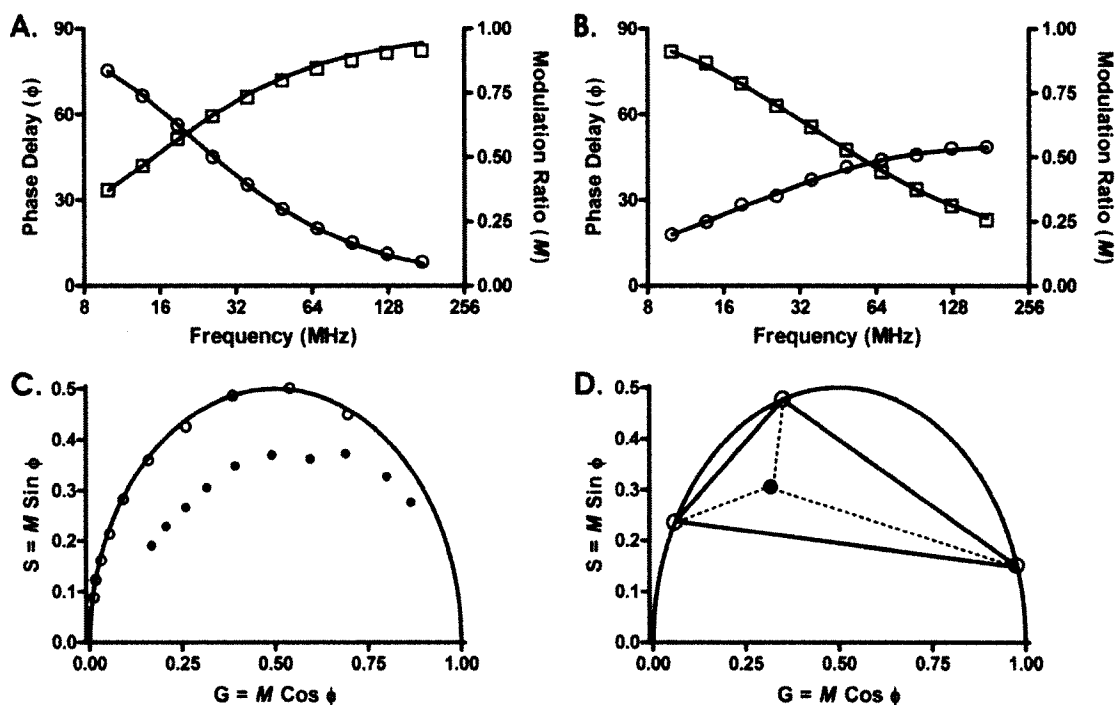 A.
90
60
30
0
Phase Delay (ϕ)
1.00
0.75
0.50
0.25
0.00
Modulation Ratio (M)
8 16 32 64 128 256
Frequency (MHz)
B.
90
60
30
0
Phase Delay (ϕ)
1.00
0.75
0.50
0.25
0.00
Modulation Ratio (M)
8 16 32 64 128 256
Frequency (MHz)
C.
0.5
0.4
0.3
0.2
0.1
0.0
S = M Sin ϕ
0.00 0.25 0.50 0.75 1.00
G = M Cos ϕ
D.
0.5
0.4
0.3
0.2
0.1
0.0
S = M Sin ϕ
0.00 0.25 0.50 0.75 1.00
G = M Cos ϕ